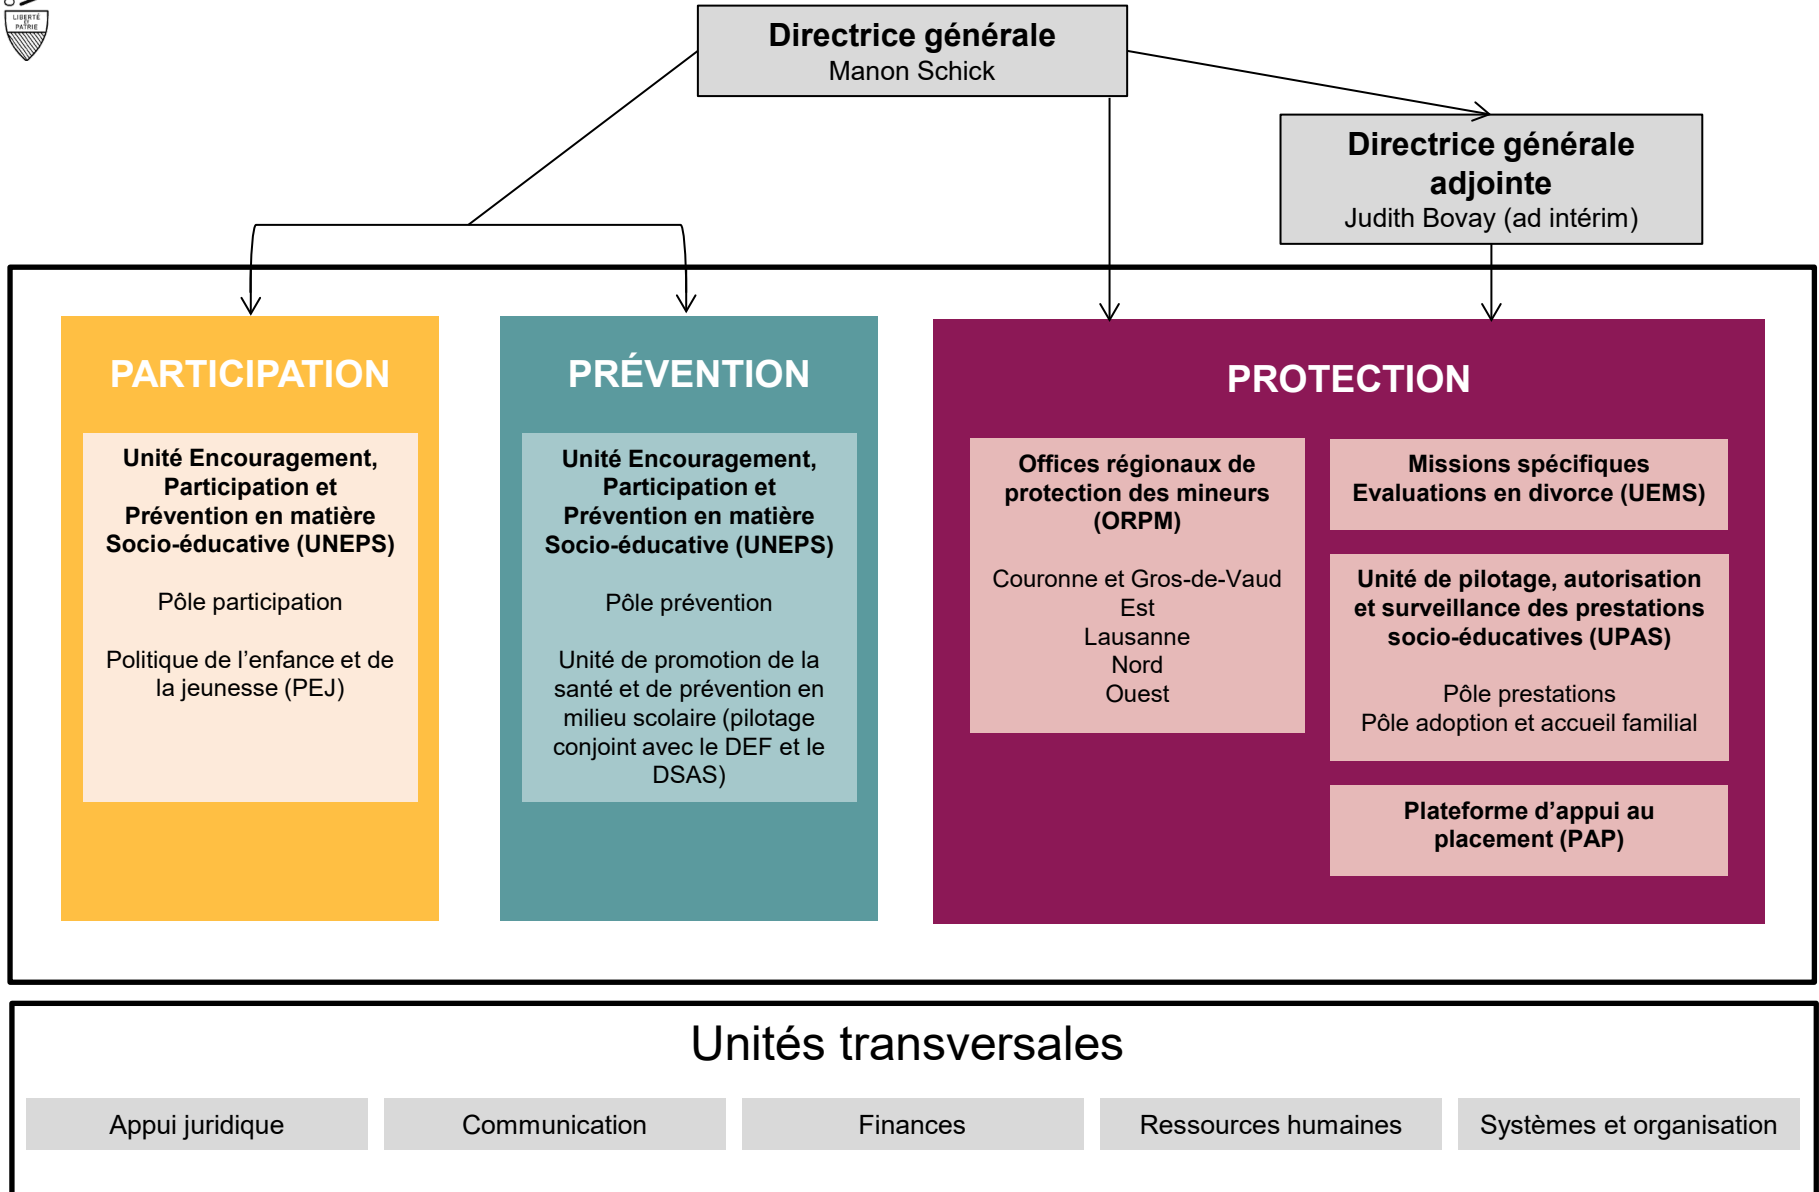 LIBERTÉ
ET
PATRIE
Directrice générale
Manon Schick
Directrice générale
adjointe
Judith Bovay (ad intérim)
PARTICIPATION
Unité Encouragement,
Participation et
Prévention en matière
Socio-éducative (UNEPS)
Pôle participation
Politique de l’enfance et de
la jeunesse (PEJ)
PRÉVENTION
Unité Encouragement,
Participation et
Prévention en matière
Socio-éducative (UNEPS)
Pôle prévention
Unité de promotion de la
santé et de prévention en
milieu scolaire (pilotage
conjoint avec le DEF et le
DSAS)
PROTECTION
Offices régionaux de
protection des mineurs
(ORPM)
Couronne et Gros-de-Vaud
Est
Lausanne
Nord
Ouest
Missions spécifiques
Evaluations en divorce (UEMS)
Unité de pilotage, autorisation
et surveillance des prestations
socio-éducatives (UPAS)
Pôle prestations
Pôle adoption et accueil familial
Plateforme d’appui au
placement (PAP)
Unités transversales
Appui juridique
Communication
Finances
Ressources humaines
Systèmes et organisation